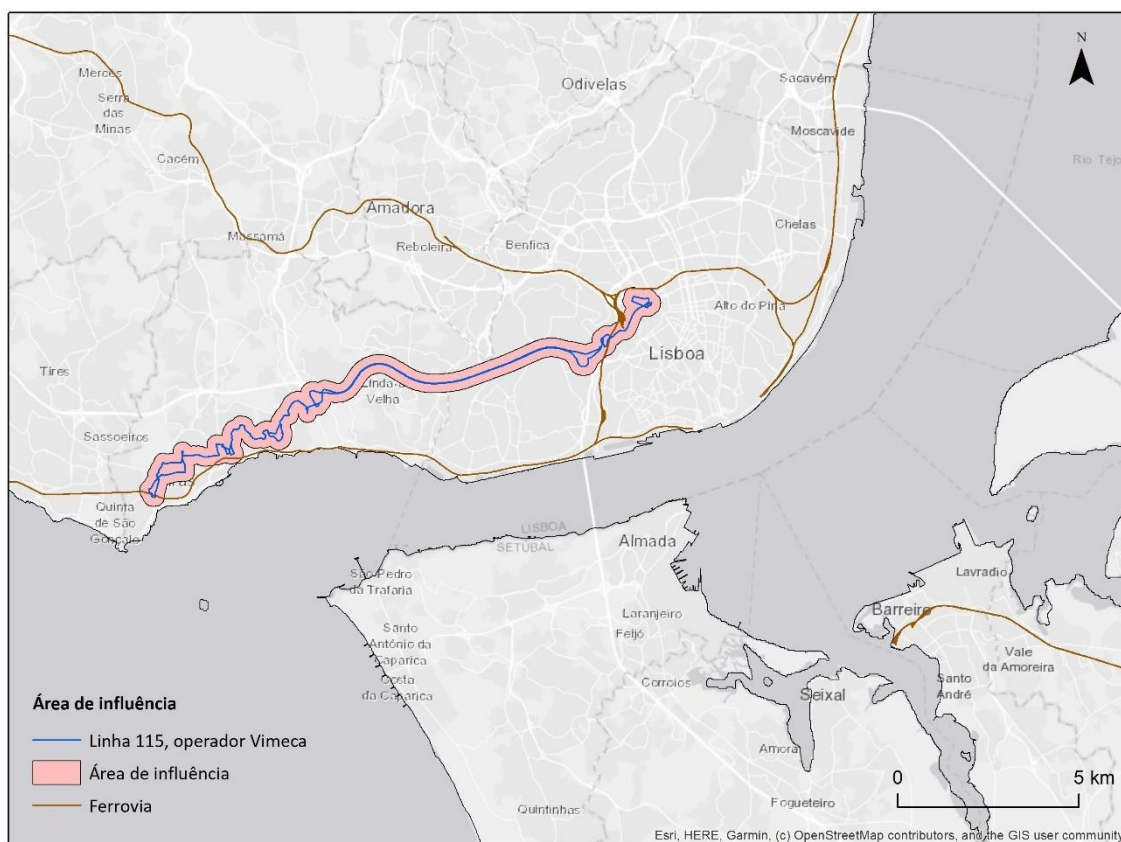 N
Mercês
Serra
das
Minas
Cacém
Massamá
Amadora
Reboleira
Benfica
Odivelas
Sacavém
Moscavide
Rio Tejo
Chelas
Alto do Pina
Lisboa
Tires
Sassoeiros
Linda-a
Velha
Quinta
de São
Gonçalo
LISBOA
SETÚBAL
Almada
São Pedro
da Trafaria
Laranjeiro
Feijó
Santo
António da
Caparica
Costa
da Caparica
Corroios
Seixal
Amora
Fogueteiro
Quintinhas
Lavradio
Barreiro
Vale
da Amoreira
Santo
André
Área de influência
Linha 115, operador Vimeca
Área de influência
Ferrovia
0 5 km
Esri, HERE, Garmin, (c) OpenStreetMap contributors, and the GIS user community